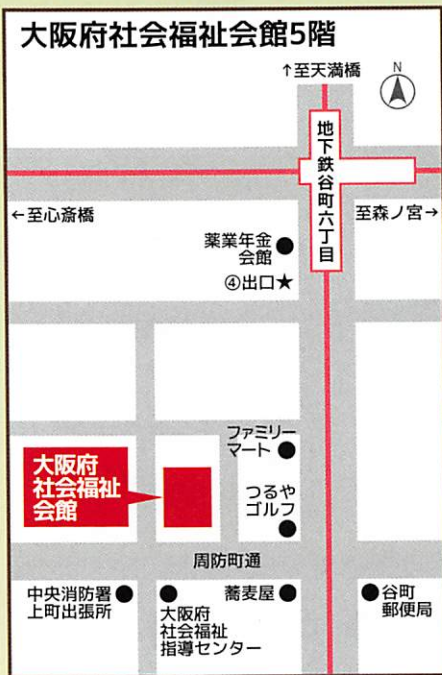 大阪府社会福祉会館5階
↑至天満橋
N
地下鉄谷町六丁目
←至心斎橋
至森ノ宮→
薬業年金
会館
④出口★
ファミリー
マート
大阪府
社会福祉
会館
つるや
ゴルフ
周防町通
中央消防署
上町出張所
大阪府
社会福祉
指導センター
蕎麦屋
谷町
郵便局